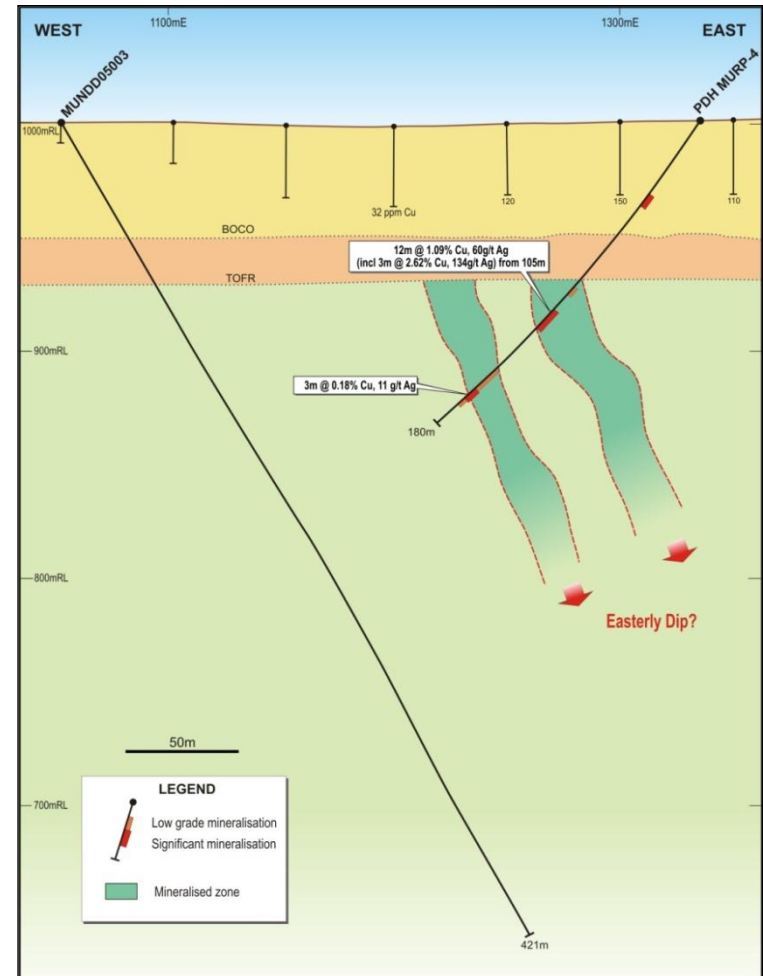 WEST
1100mE
1300mE
EAST
MUNDD05003
PDH MURP-4
1000mRL
32 ppm Cu
120
150
110
BOCO
12m @ 1.09% Cu, 60g/t Ag
(incl 3m @ 2.62% Cu, 134g/t Ag) from 105m
TOFR
900mRL
3m @ 0.18% Cu, 11 g/t Ag
180m
800mRL
Easterly Dip?
50m
LEGEND
Low grade mineralisation
Significant mineralisation
Mineralised zone
700mRL
421m